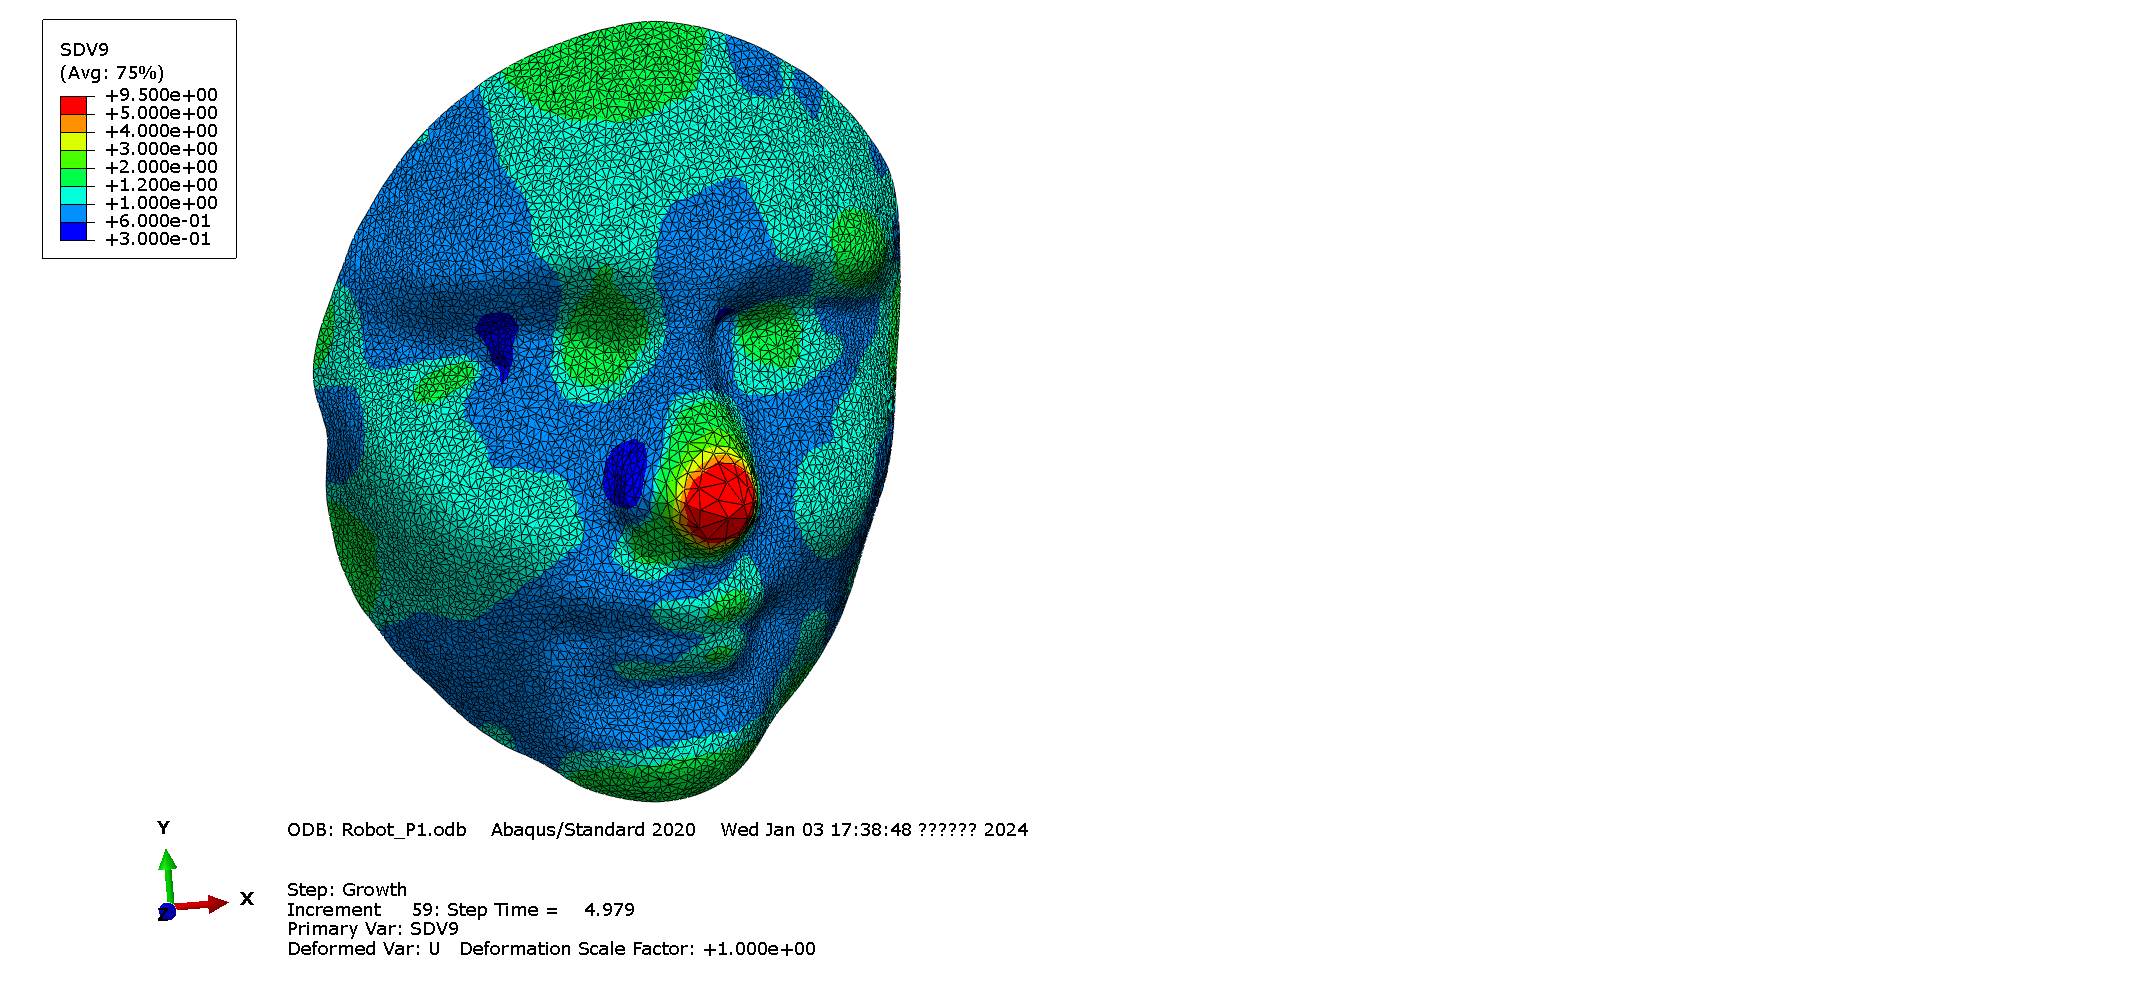 SDV9
(Avg: 75%)
+9.500e+00
+5.000e+00
+4.000e+00
+3.000e+00
+2.000e+00
+1.200e+00
+1.000e+00
+6.000e-01
+3.000e-01
Y
X
Z
ODB: Robot_P1.odb Abaqus/Standard 2020 Wed Jan 03 17:38:48 ?????? 2024
Step: Growth
Increment 59: Step Time = 4.979
Primary Var: SDV9
Deformed Var: U Deformation Scale Factor: +1.000e+00